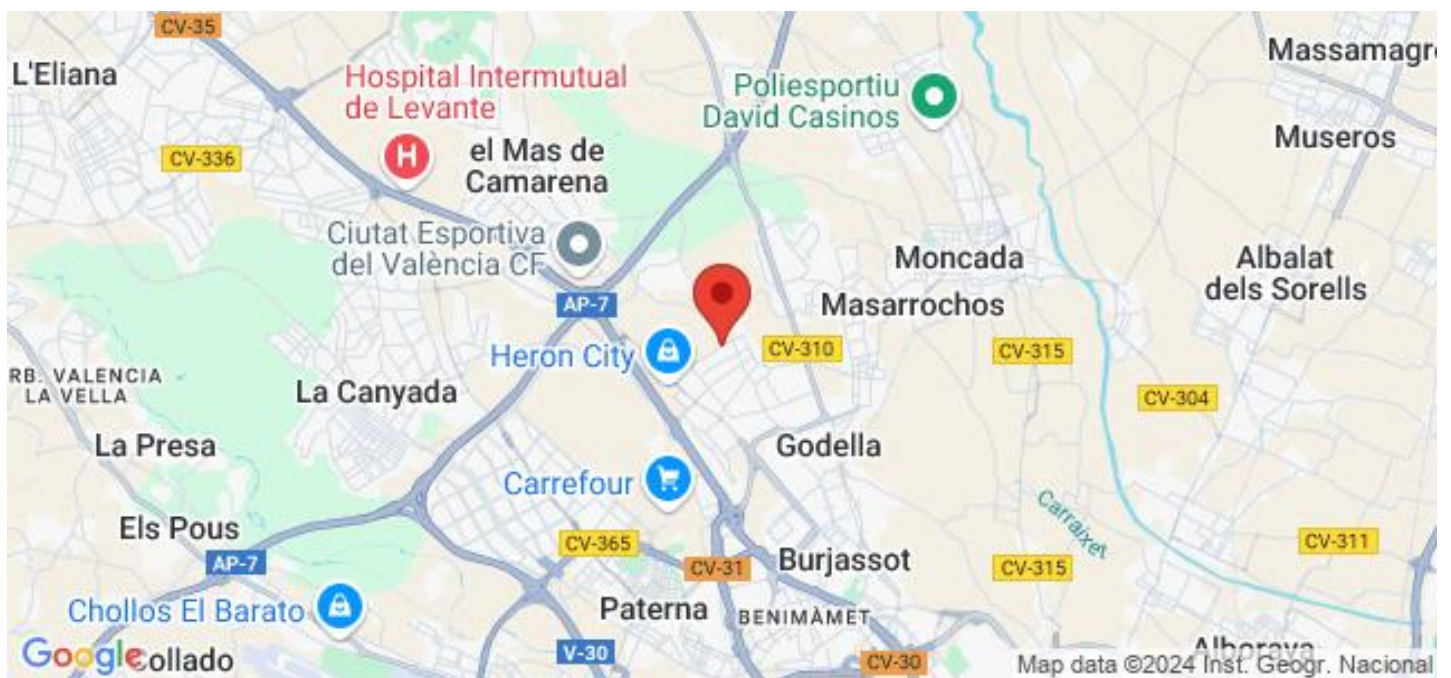 CV-35
L'Eliana
Hospital Intermutual
de Levante
Poliesportiu
David Casinos
Massamagr
Museros
CV-336
el Mas de
Camarena
Ciutat Esportiva
del València CF
Moncada
Albalat
dels Sorells
AP-7
Masarrochos
Heron City
CV-310
CV-315
RB. VALENCIA
LA VELLA
La Canyada
CV-304
La Presa
Godella
Carrefour
Carraixet
Els Pous
CV-365
CV-311
AP-7
CV-31
Burjassot
CV-315
Chollos El Barato
Paterna
BENIMÀMET
V-30
Alboraya
Google
collado
CV-30
Map data ©2024 Inst. Geogr. Nacional